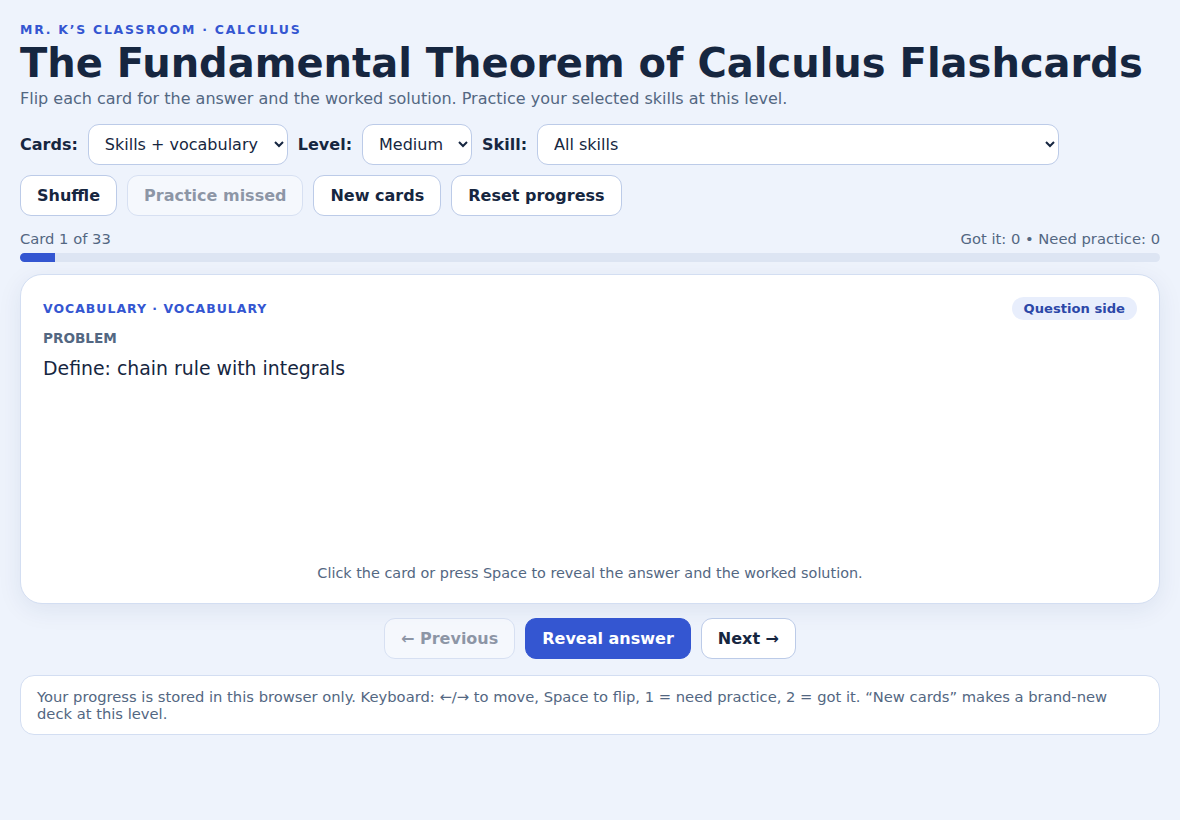 MR. K’S CLASSROOM · CALCULUS
The Fundamental Theorem of Calculus Flashcards
Flip each card for the answer and the worked solution. Practice your selected skills at this level.
Cards: Skills + vocabulary Level: Medium Skill: All skills
Shuffle Practice missed New cards Reset progress
Card 1 of 33 Got it: 0 • Need practice: 0
VOCABULARY · VOCABULARY Question side
PROBLEM
Define: chain rule with integrals
Click the card or press Space to reveal the answer and the worked solution.
← Previous Reveal answer Next →
Your progress is stored in this browser only. Keyboard: ←/→ to move, Space to flip, 1 = need practice, 2 = got it. “New cards” makes a brand-new
deck at this level.